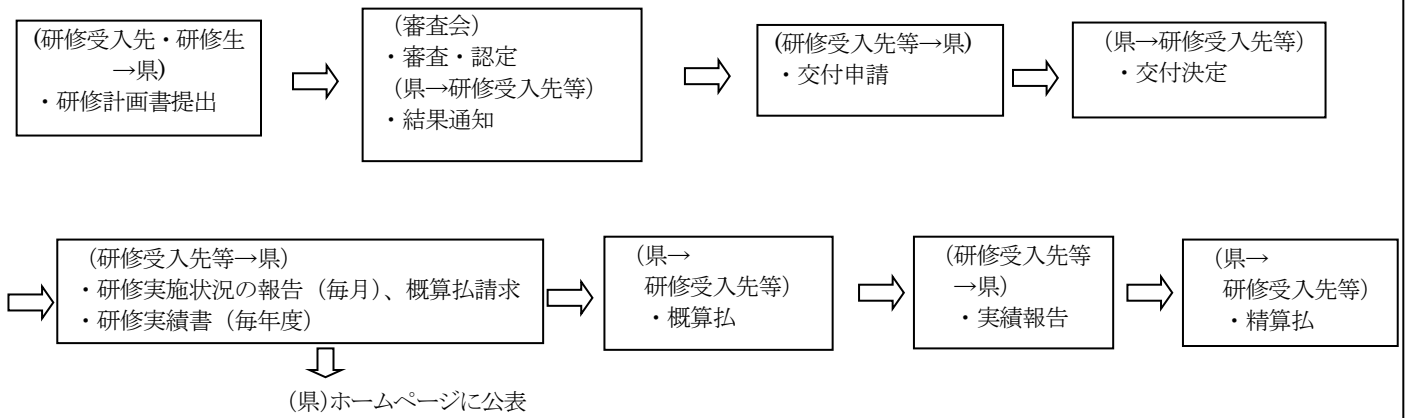 (研修受入先・研修生
→県)
・研修計画書提出
(審査会)
・審査・認定
(県→研修受入先等)
・結果通知
(研修受入先等→県)
・交付申請
(県→研修受入先等)
・交付決定
(研修受入先等→県)
・研修実施状況の報告(毎月)、概算払請求
・研修実績書(毎年度)
(県)ホームページに公表
(県→
研修受入先等)
・概算払
(研修受入先等
→県)
・実績報告
(県→
研修受入先等)
・精算払